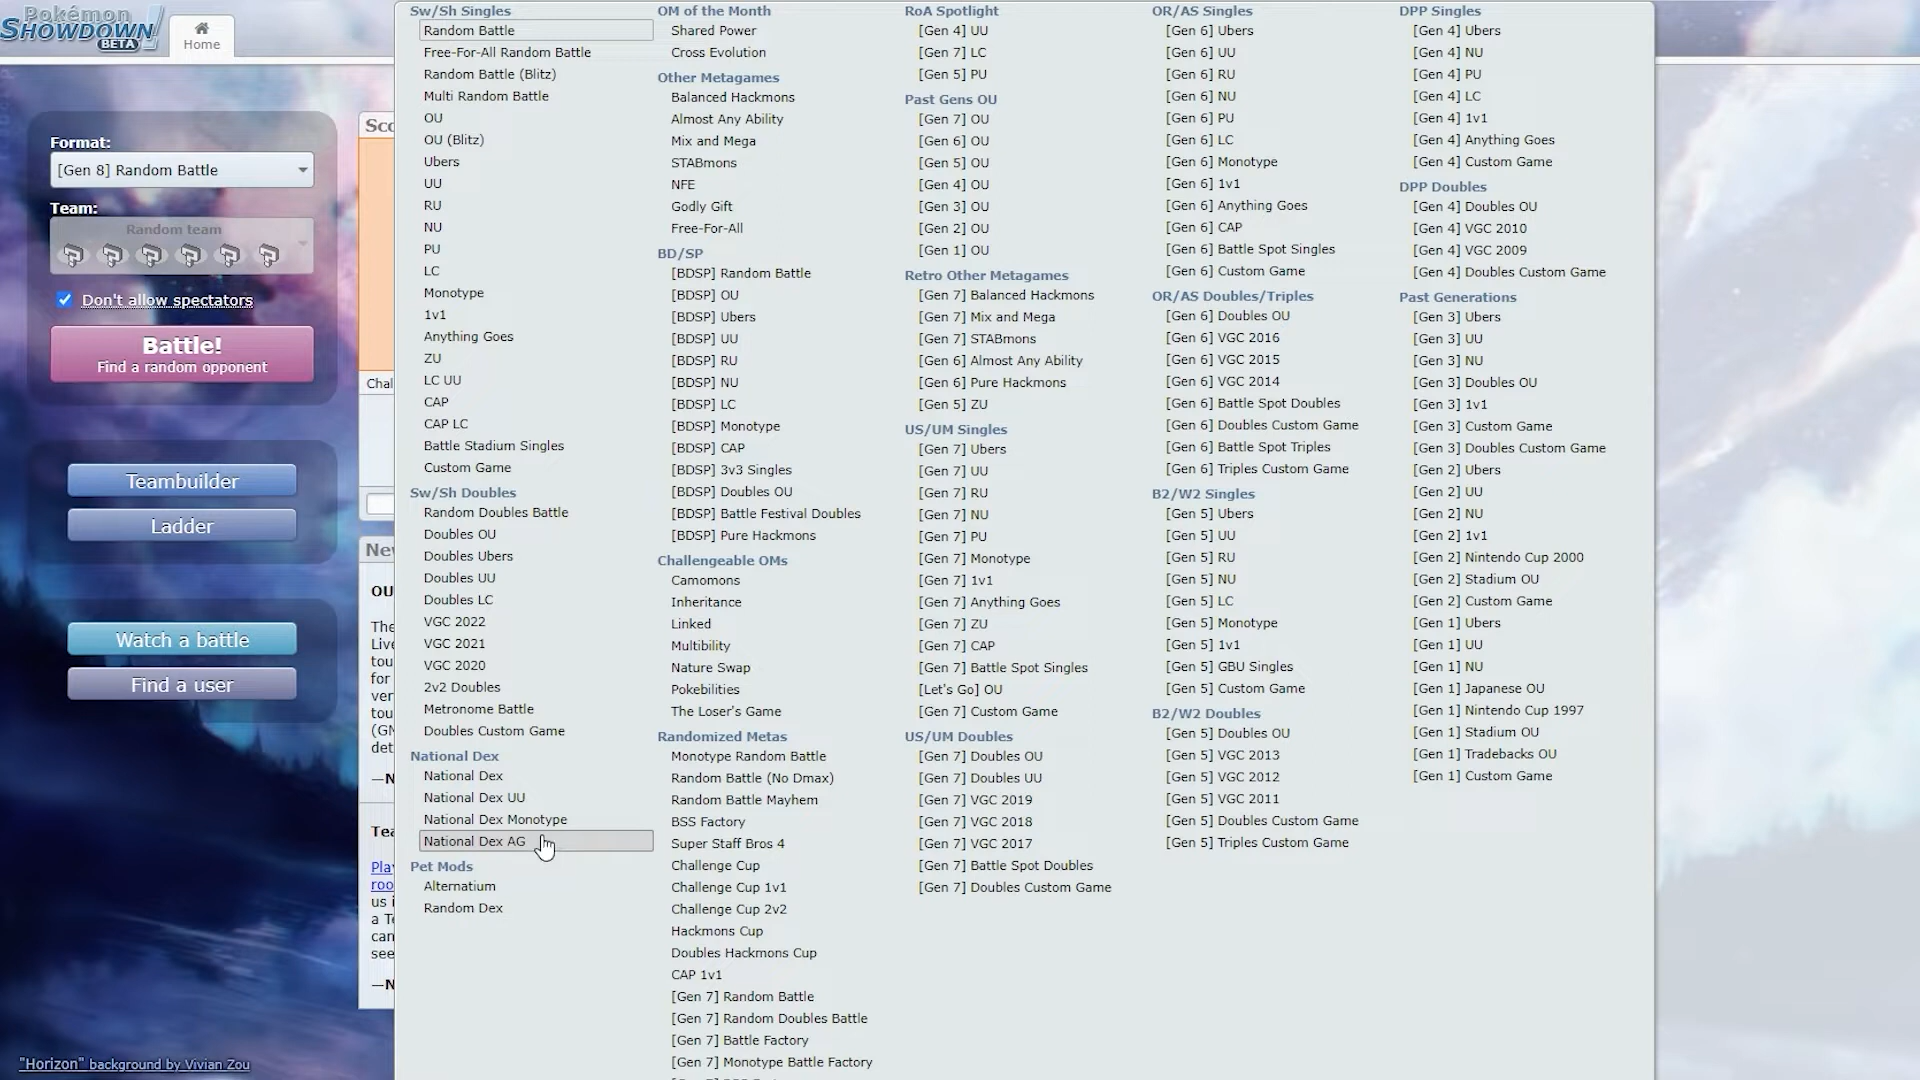 Pokémon
SHOWDOWN!
BETA
Home
Format:
[Gen 8] Random Battle
Team:
Random team
Don't allow spectators
Battle!
Find a random opponent
Teambuilder
Ladder
Watch a battle
Find a user
"Horizon" background by Vivian Zou
Chal
OU
The
Live
tou
for
ver
tou
(GN
det
—N
Tea
Play
roo
us i
a Te
can
see
—N
Sw/Sh Singles
Random Battle
Free-For-All Random Battle
Random Battle (Blitz)
Multi Random Battle
OU
OU (Blitz)
Ubers
UU
RU
NU
PU
LC
Monotype
1v1
Anything Goes
ZU
LC UU
CAP
CAP LC
Battle Stadium Singles
Custom Game
Sw/Sh Doubles
Random Doubles Battle
Doubles OU
Doubles Ubers
Doubles UU
Doubles LC
VGC 2022
VGC 2021
VGC 2020
2v2 Doubles
Metronome Battle
Doubles Custom Game
National Dex
National Dex
National Dex UU
National Dex Monotype
National Dex AG
Pet Mods
Alternatium
Random Dex
OM of the Month
Shared Power
Cross Evolution
Other Metagames
Balanced Hackmons
Almost Any Ability
Mix and Mega
STABmons
NFE
Godly Gift
Free-For-All
BD/SP
[BDSP] Random Battle
[BDSP] OU
[BDSP] Ubers
[BDSP] UU
[BDSP] RU
[BDSP] NU
[BDSP] LC
[BDSP] Monotype
[BDSP] CAP
[BDSP] 3v3 Singles
[BDSP] Doubles OU
[BDSP] Battle Festival Doubles
[BDSP] Pure Hackmons
Challengeable OMs
Camomons
Inheritance
Linked
Multibility
Nature Swap
Pokebilities
The Loser's Game
Randomized Metas
Monotype Random Battle
Random Battle (No Dmax)
Random Battle Mayhem
BSS Factory
Super Staff Bros 4
Challenge Cup
Challenge Cup 1v1
Challenge Cup 2v2
Hackmons Cup
Doubles Hackmons Cup
CAP 1v1
[Gen 7] Random Battle
[Gen 7] Random Doubles Battle
[Gen 7] Battle Factory
[Gen 7] Monotype Battle Factory
RoA Spotlight
[Gen 4] UU
[Gen 7] LC
[Gen 5] PU
Past Gens OU
[Gen 7] OU
[Gen 6] OU
[Gen 5] OU
[Gen 4] OU
[Gen 3] OU
[Gen 2] OU
[Gen 1] OU
Retro Other Metagames
[Gen 7] Balanced Hackmons
[Gen 7] Mix and Mega
[Gen 7] STABmons
[Gen 6] Almost Any Ability
[Gen 6] Pure Hackmons
[Gen 5] ZU
US/UM Singles
[Gen 7] Ubers
[Gen 7] UU
[Gen 7] RU
[Gen 7] NU
[Gen 7] PU
[Gen 7] Monotype
[Gen 7] 1v1
[Gen 7] Anything Goes
[Gen 7] ZU
[Gen 7] CAP
[Gen 7] Battle Spot Singles
[Let's Go] OU
[Gen 7] Custom Game
US/UM Doubles
[Gen 7] Doubles OU
[Gen 7] Doubles UU
[Gen 7] VGC 2019
[Gen 7] VGC 2018
[Gen 7] VGC 2017
[Gen 7] Battle Spot Doubles
[Gen 7] Doubles Custom Game
OR/AS Singles
[Gen 6] Ubers
[Gen 6] UU
[Gen 6] RU
[Gen 6] NU
[Gen 6] PU
[Gen 6] LC
[Gen 6] Monotype
[Gen 6] 1v1
[Gen 6] Anything Goes
[Gen 6] CAP
[Gen 6] Battle Spot Singles
[Gen 6] Custom Game
OR/AS Doubles/Triples
[Gen 6] Doubles OU
[Gen 6] VGC 2016
[Gen 6] VGC 2015
[Gen 6] VGC 2014
[Gen 6] Battle Spot Doubles
[Gen 6] Doubles Custom Game
[Gen 6] Battle Spot Triples
[Gen 6] Triples Custom Game
B2/W2 Singles
[Gen 5] Ubers
[Gen 5] UU
[Gen 5] RU
[Gen 5] NU
[Gen 5] LC
[Gen 5] Monotype
[Gen 5] 1v1
[Gen 5] GBU Singles
[Gen 5] Custom Game
B2/W2 Doubles
[Gen 5] Doubles OU
[Gen 5] VGC 2013
[Gen 5] VGC 2012
[Gen 5] VGC 2011
[Gen 5] Doubles Custom Game
[Gen 5] Triples Custom Game
DPP Singles
[Gen 4] Ubers
[Gen 4] NU
[Gen 4] PU
[Gen 4] LC
[Gen 4] 1v1
[Gen 4] Anything Goes
[Gen 4] Custom Game
DPP Doubles
[Gen 4] Doubles OU
[Gen 4] VGC 2010
[Gen 4] VGC 2009
[Gen 4] Doubles Custom Game
Past Generations
[Gen 3] Ubers
[Gen 3] UU
[Gen 3] NU
[Gen 3] Doubles OU
[Gen 3] 1v1
[Gen 3] Custom Game
[Gen 3] Doubles Custom Game
[Gen 2] Ubers
[Gen 2] UU
[Gen 2] NU
[Gen 2] 1v1
[Gen 2] Nintendo Cup 2000
[Gen 2] Stadium OU
[Gen 2] Custom Game
[Gen 1] Ubers
[Gen 1] UU
[Gen 1] NU
[Gen 1] Japanese OU
[Gen 1] Nintendo Cup 1997
[Gen 1] Stadium OU
[Gen 1] Tradebacks OU
[Gen 1] Custom Game